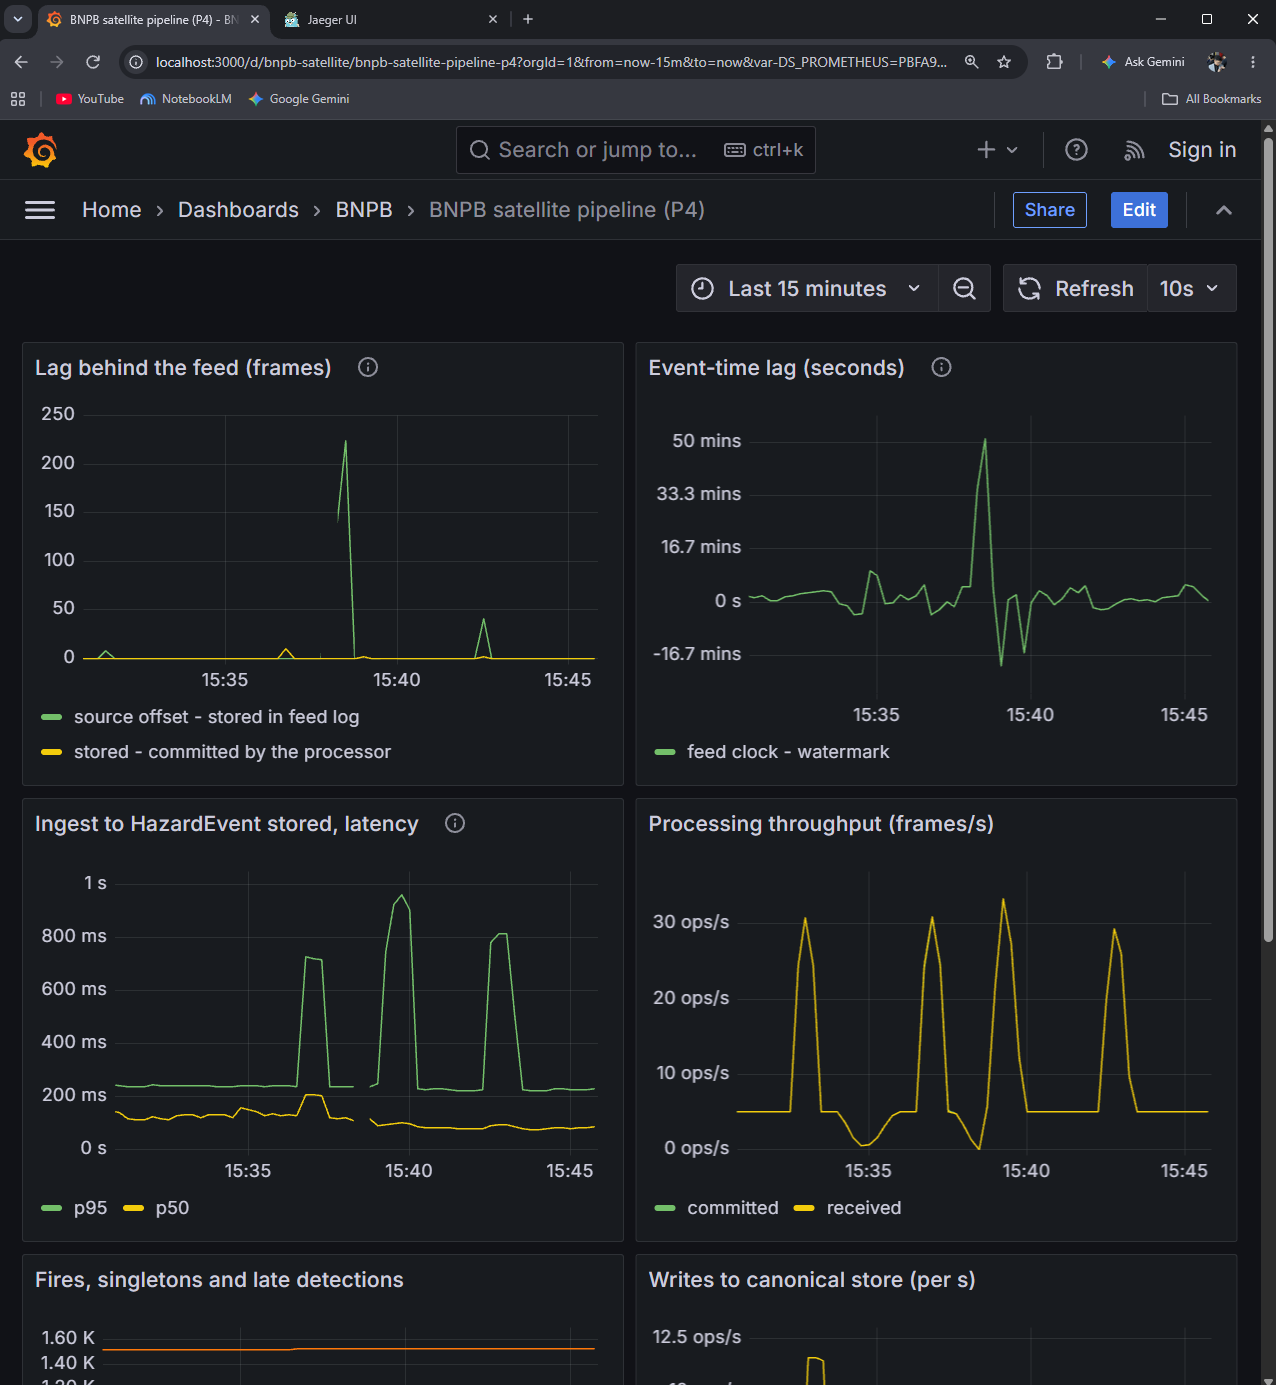 BNPB satellite pipeline (P4) - BN
Jaeger UI
localhost:3000/d/bnpb-satellite/bnpb-satellite-pipeline-p4?orgId=1&from=now-15m&to=now&var-DS_PROMETHEUS=PBFA9...
Ask Gemini
YouTube
NotebookLM
Google Gemini
All Bookmarks
Search or jump to...
ctrl+k
Sign in
Home › Dashboards › BNPB › BNPB satellite pipeline (P4)
Share
Edit
Last 15 minutes
Refresh
10s
Lag behind the feed (frames)
250
200
150
100
50
0
15:35 15:40 15:45
source offset - stored in feed log
stored - committed by the processor
Event-time lag (seconds)
50 mins
33.3 mins
16.7 mins
0 s
-16.7 mins
15:35 15:40 15:45
feed clock - watermark
Ingest to HazardEvent stored, latency
1 s
800 ms
600 ms
400 ms
200 ms
0 s
15:35 15:40 15:45
p95 p50
Processing throughput (frames/s)
30 ops/s
20 ops/s
10 ops/s
0 ops/s
15:35 15:40 15:45
committed received
Fires, singletons and late detections
1.60 K
1.40 K
Writes to canonical store (per s)
12.5 ops/s